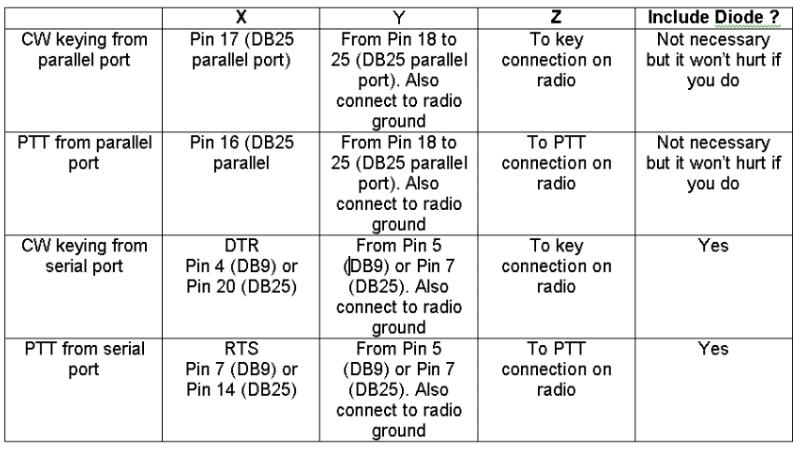 X Y Z Include Diode ?
CW keying from Pin 17 (DB25 From Pin 18 to To key Not necessary
parallel port parallel port) 25 (DB25 parallel connection on but it won't hurt if
port). Also radio you do
connect to radio
ground
PTT from parallel Pin 16 (DB25 From Pin 18 to To PTT Not necessary
port parallel 25 (DB25 parallel connection on but it won't hurt if
port). Also radio you do
connect to radio
ground
CW keying from DTR From Pin 5 To key Yes
serial port Pin 4 (DB9) or (DB9) or Pin 7 connection on
Pin 20 (DB25) (DB25). Also radio
connect to radio
ground
PTT from serial RTS From Pin 5 To PTT Yes
port Pin 7 (DB9) or (DB9) or Pin 7 connection on
Pin 14 (DB25) (DB25). Also radio
connect to radio
ground